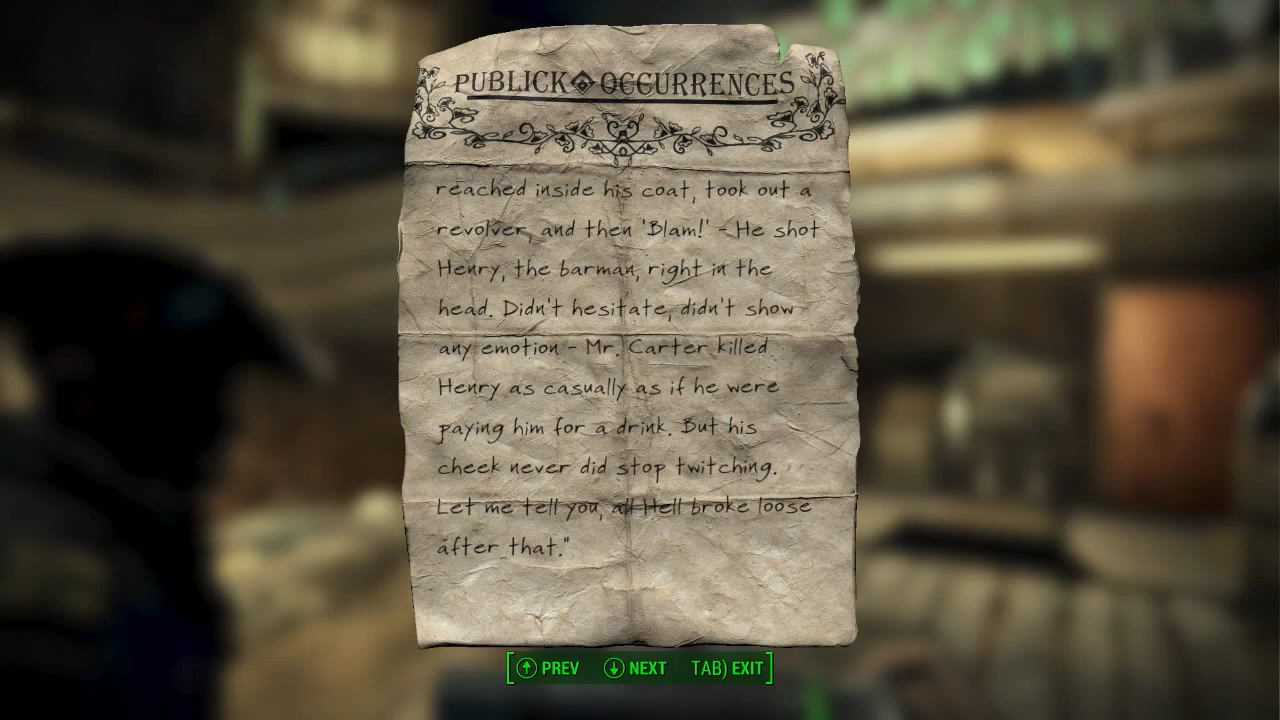 PUBLICK OCCURRENCES
reached inside his coat, took out a
revolver, and then 'Blam!' - He shot
Henry, the barman, right in the
head. Didn't hesitate, didn't show
any emotion - Mr. Carter killed
Henry as casually as if he were
paying him for a drink. But his
cheek never did stop twitching.
Let me tell you, all Hell broke loose
after that."
[↑ PREV ↓ NEXT TAB) EXIT]